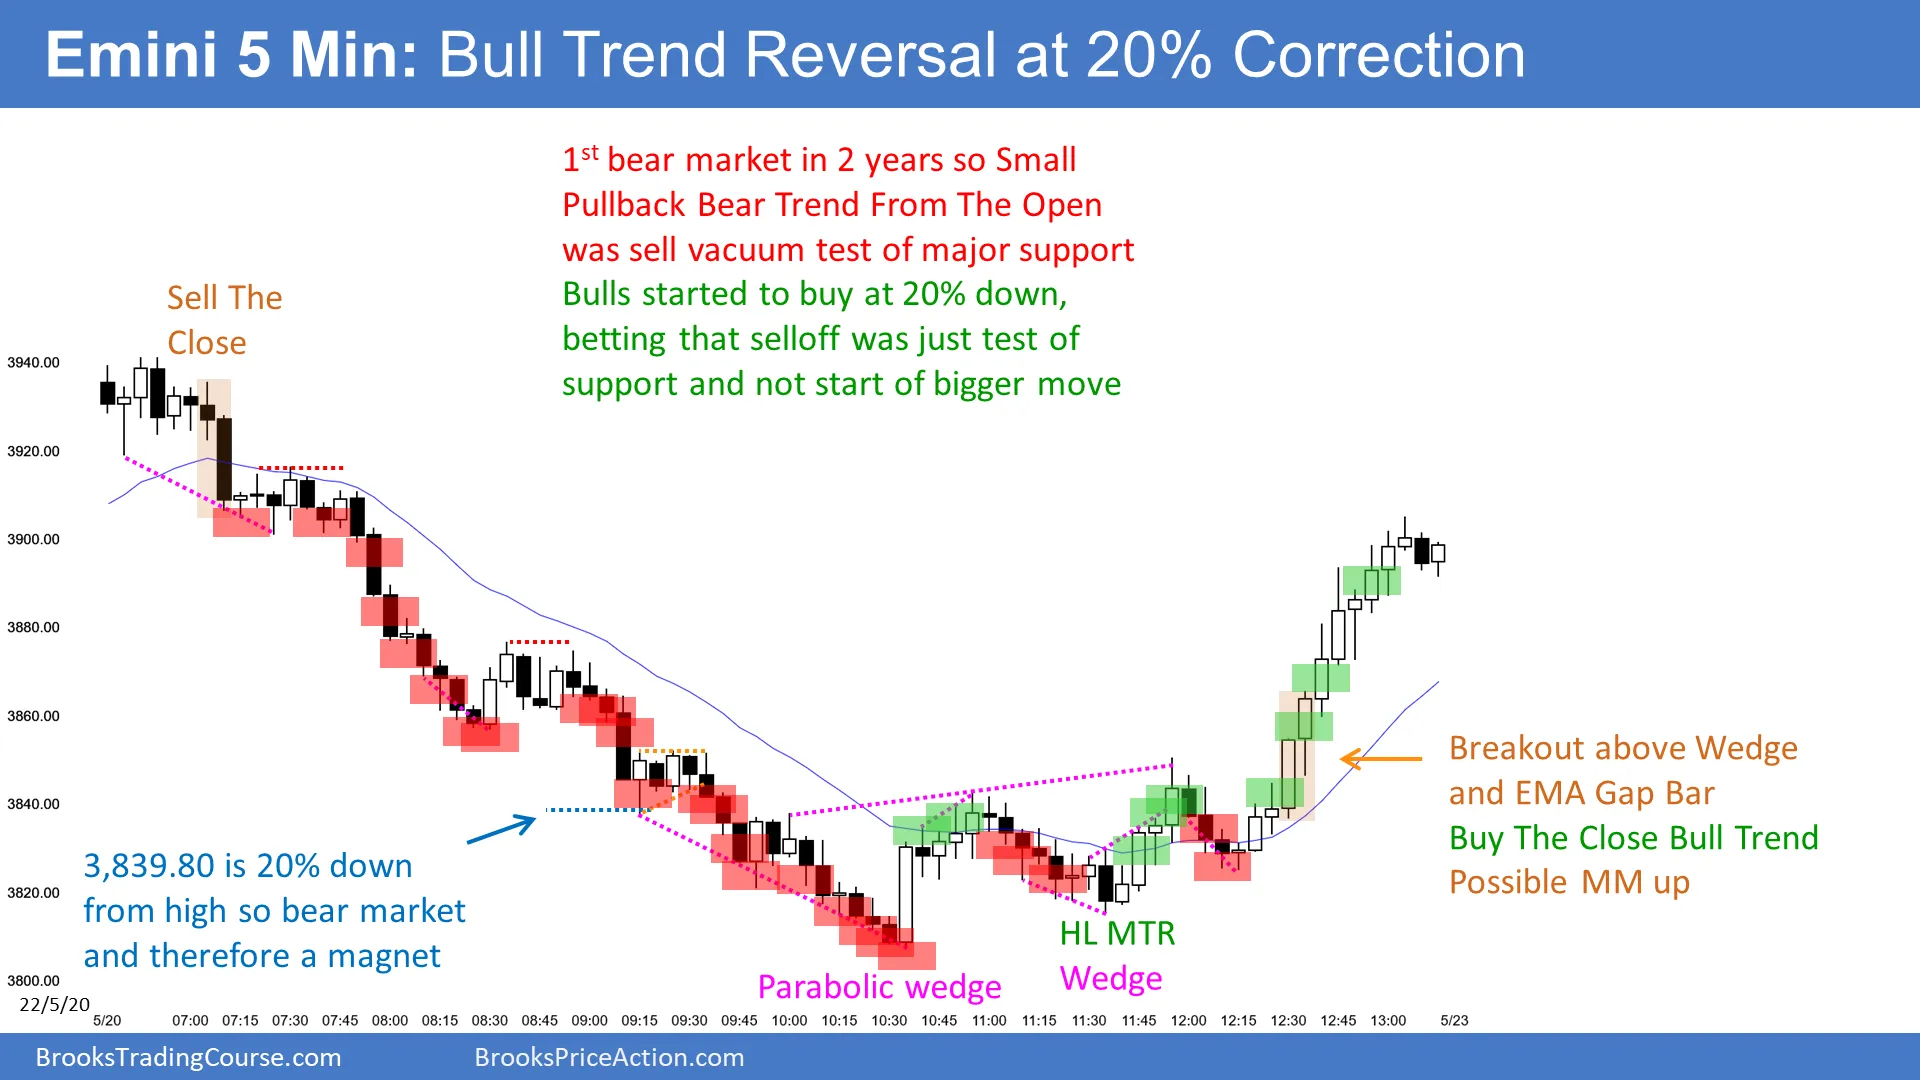 Emini 5 Min: Bull Trend Reversal at 20% Correction
1st bear market in 2 years so Small
Pullback Bear Trend From The Open
was sell vacuum test of major support
Bulls started to buy at 20% down,
betting that selloff was just test of
support and not start of bigger move
Sell The
Close
3940.00
3920.00
3900.00
3880.00
3860.00
3840.00
3820.00
3800.00
3,839.80 is 20% down
from high so bear market
and therefore a magnet
Parabolic wedge
HL MTR
Wedge
Breakout above Wedge
and EMA Gap Bar
Buy The Close Bull Trend
Possible MM up
22/5/20
5/20 07:00 07:15 07:30 07:45 08:00 08:15 08:30 08:45 09:00 09:15 09:30 09:45 10:00 10:15 10:30 10:45 11:00 11:15 11:30 11:45 12:00 12:15 12:30 12:45 13:00 5/23
BrooksTradingCourse.com BrooksPriceAction.com